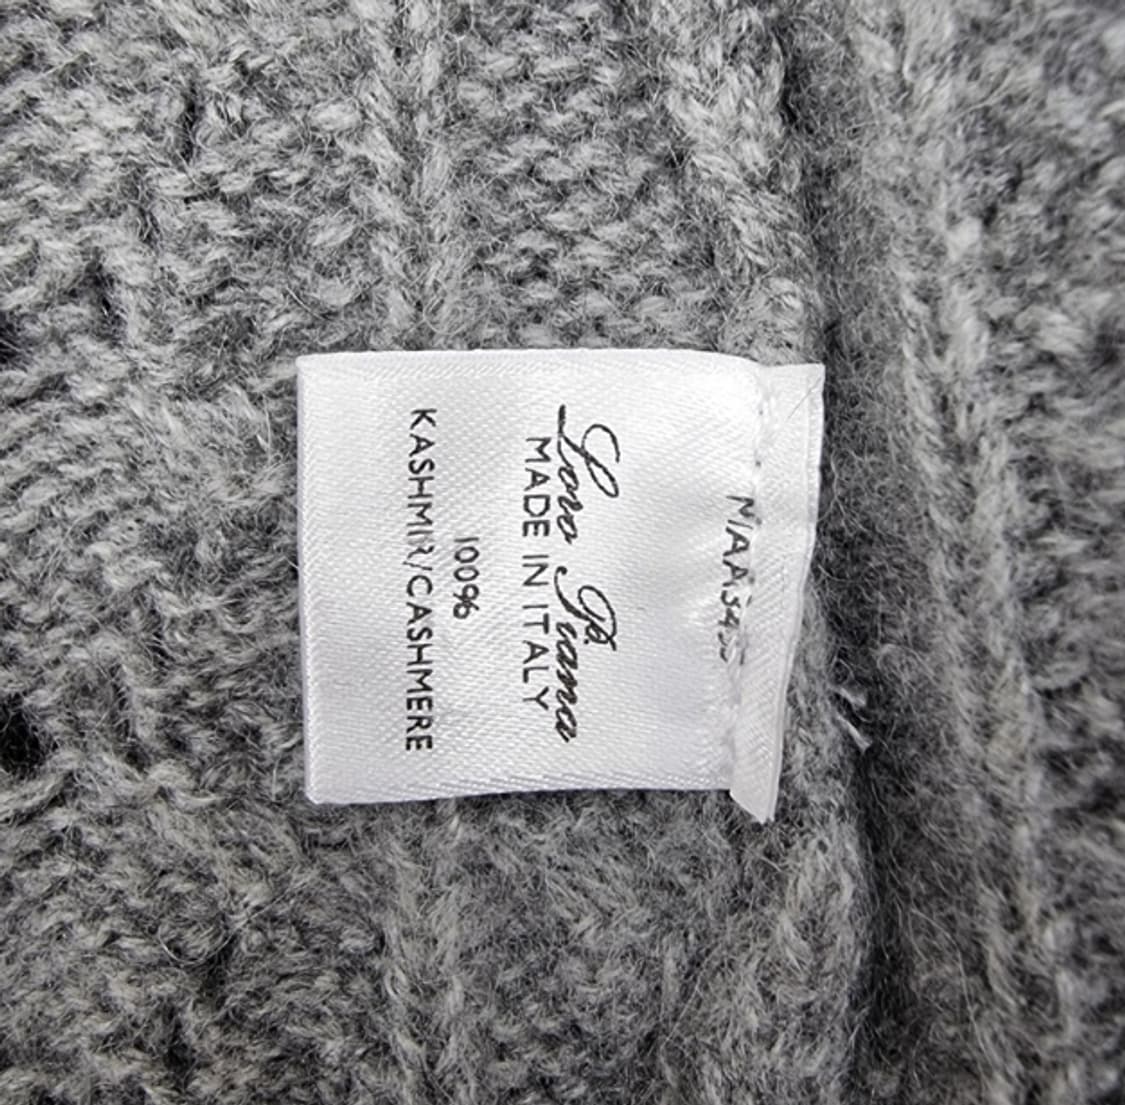 Loro Piana
MADE IN ITALY
100%
KASHMIR/CASHMERE